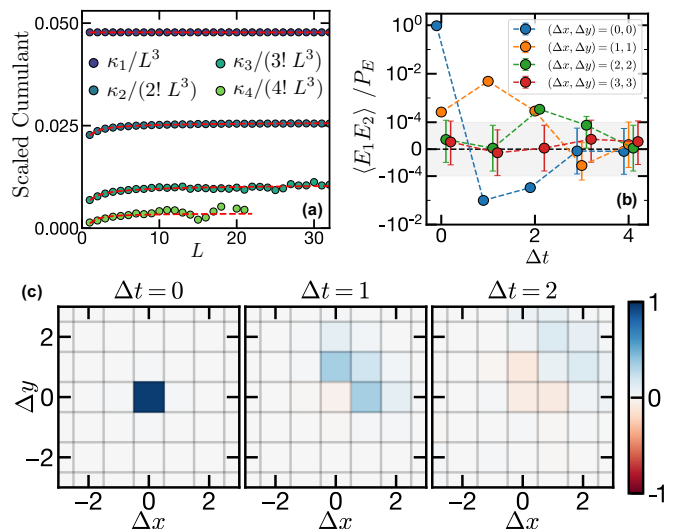 0.050
0.025
0.000
Scaled Cumulant
κ₁/L³
κ₂/(2! L³)
κ₃/(3! L³)
κ₄/(4! L³)
(a)
0 10 20 30
L
(b)
10⁰
10⁻²
10⁻⁴
0
-10⁻⁴
-10⁻²
⟨E₁E₂⟩ /P_E
(Δx, Δy) = (0, 0)
(Δx, Δy) = (1, 1)
(Δx, Δy) = (2, 2)
(Δx, Δy) = (3, 3)
(b)
0 1 2 3 4
Δt
(c)
Δt = 0
Δt = 1
Δt = 2
2
0
-2
Δy
-2 0 2
-2 0 2
-2 0 2
Δx
Δx
Δx
1
0
-1